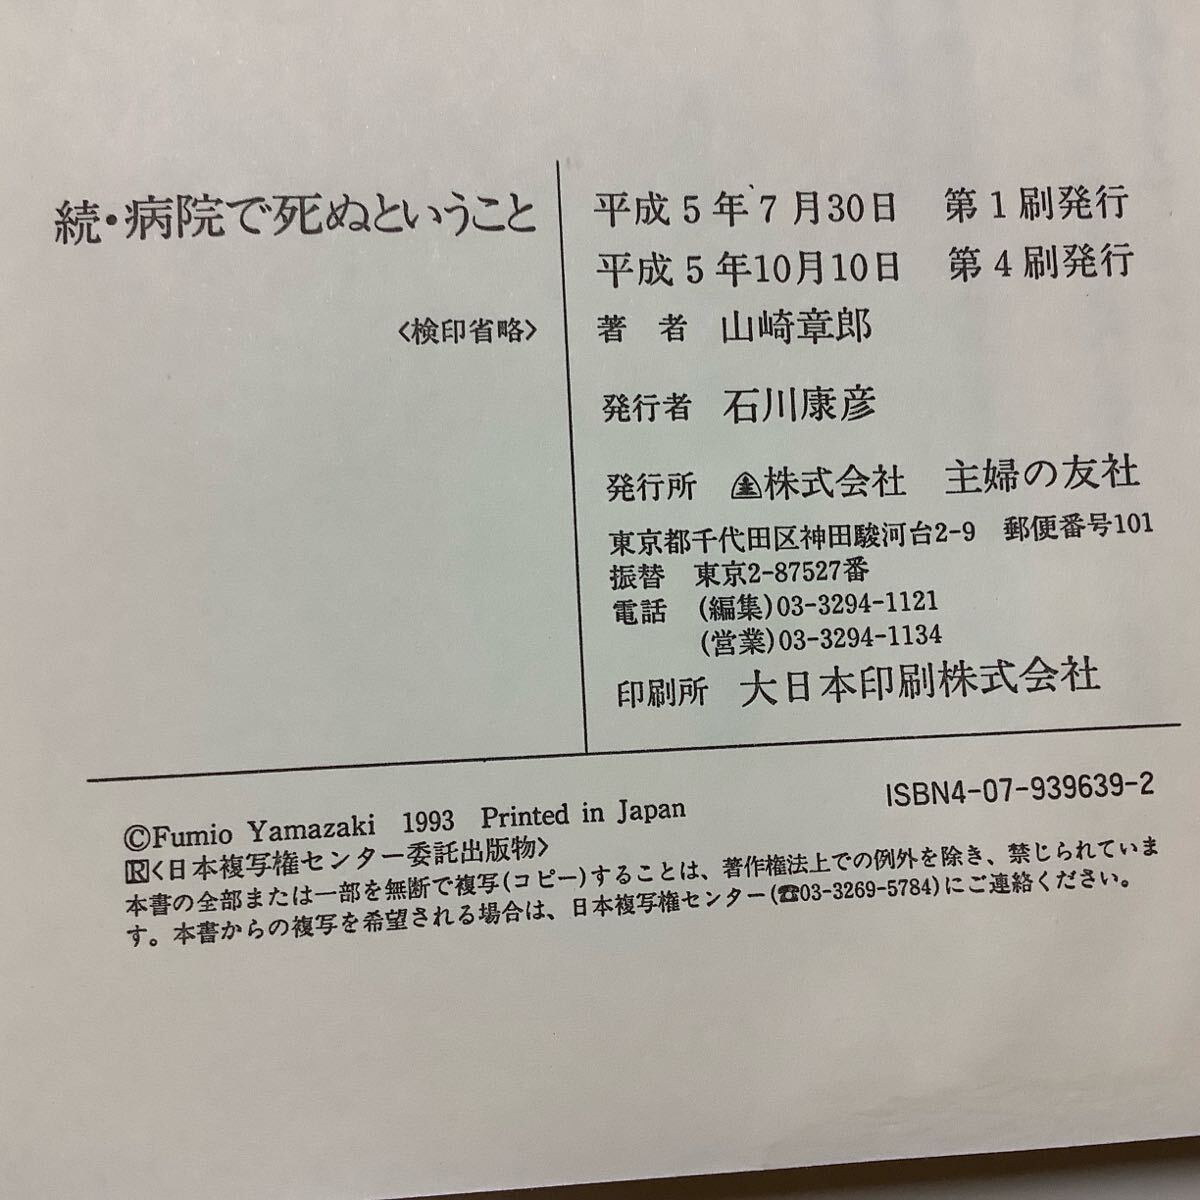 続・病院で死ぬということ
〈検印省略〉
平成5年7月30日　第1刷発行
平成5年10月10日　第4刷発行
著　者　山崎章郎
発行者　石川康彦
発行所　株式会社　主婦の友社
東京都千代田区神田駿河台2-9　郵便番号101
振替　東京2-87527番
電話　(編集)03-3294-1121
(営業)03-3294-1134
印刷所　大日本印刷株式会社
ISBN4-07-939639-2
©Fumio Yamazaki 1993 Printed in Japan
R〈日本複写権センター委託出版物〉
本書の全部または一部を無断で複写(コピー)することは、著作権法上での例外を除き、禁じられていま
す。本書からの複写を希望される場合は、日本複写権センター(☎03-3269-5784)にご連絡ください。